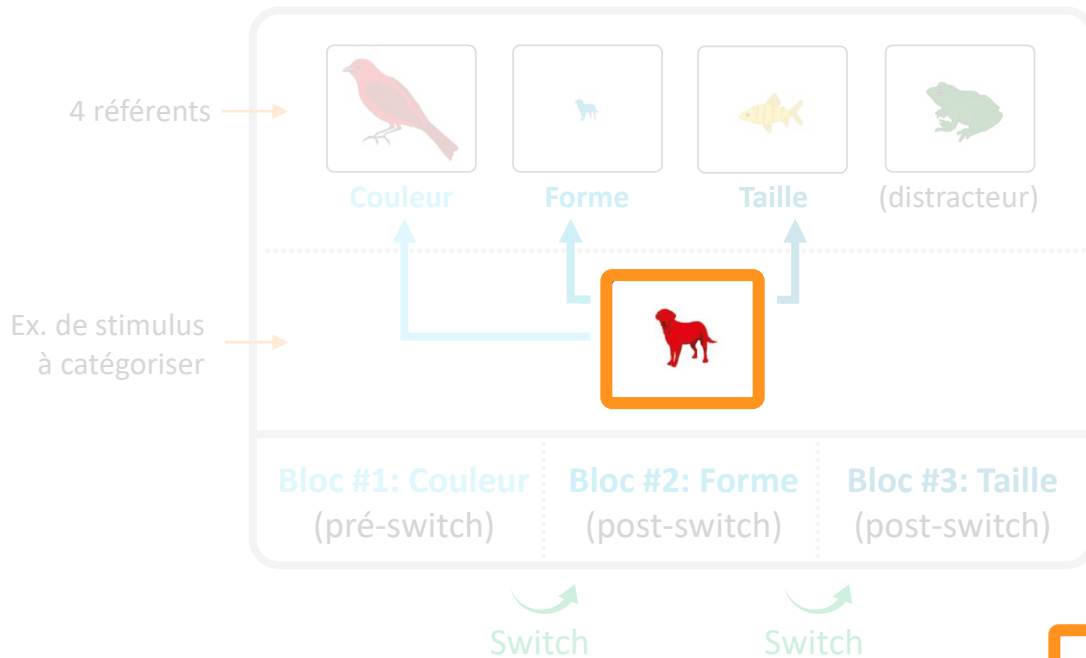 4 référents
Couleur
Forme
Taille
(distracteur)
Ex. de stimulus
à catégoriser
Bloc #1: Couleur
(pré-switch)
Bloc #2: Forme
(post-switch)
Bloc #3: Taille
(post-switch)
Switch
Switch